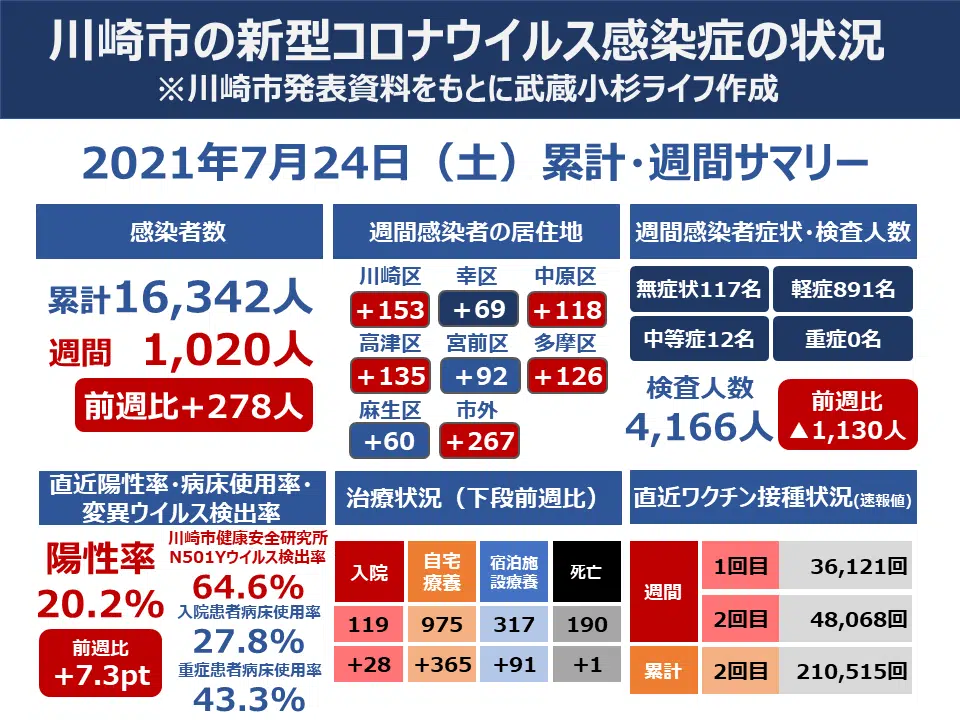 川崎市の新型コロナウイルス感染症の状況
※川崎市発表資料をもとに武蔵小杉ライフ作成
2021年7月24日（土）累計・週間サマリー
感染者数
累計16,342人
週間 1,020人
前週比+278人
週間感染者の居住地
川崎区 幸区 中原区
+153 +69 +118
高津区 宮前区 多摩区
+135 +92 +126
麻生区 市外
+60 +267
週間感染者症状・検査人数
無症状117名 軽症891名
中等症12名 重症0名
検査人数
4,166人
前週比
▲1,130人
直近陽性率・病床使用率・
変異ウイルス検出率
陽性率
20.2%
前週比
+7.3pt
川崎市健康安全研究所
N501Yウイルス検出率
64.6%
入院患者病床使用率
27.8%
重症患者病床使用率
43.3%
治療状況（下段前週比）
入院 自宅療養 宿泊施設療養 死亡
119 975 317 190
+28 +365 +91 +1
直近ワクチン接種状況(速報値)
週間
1回目 36,121回
2回目 48,068回
累計 2回目 210,515回